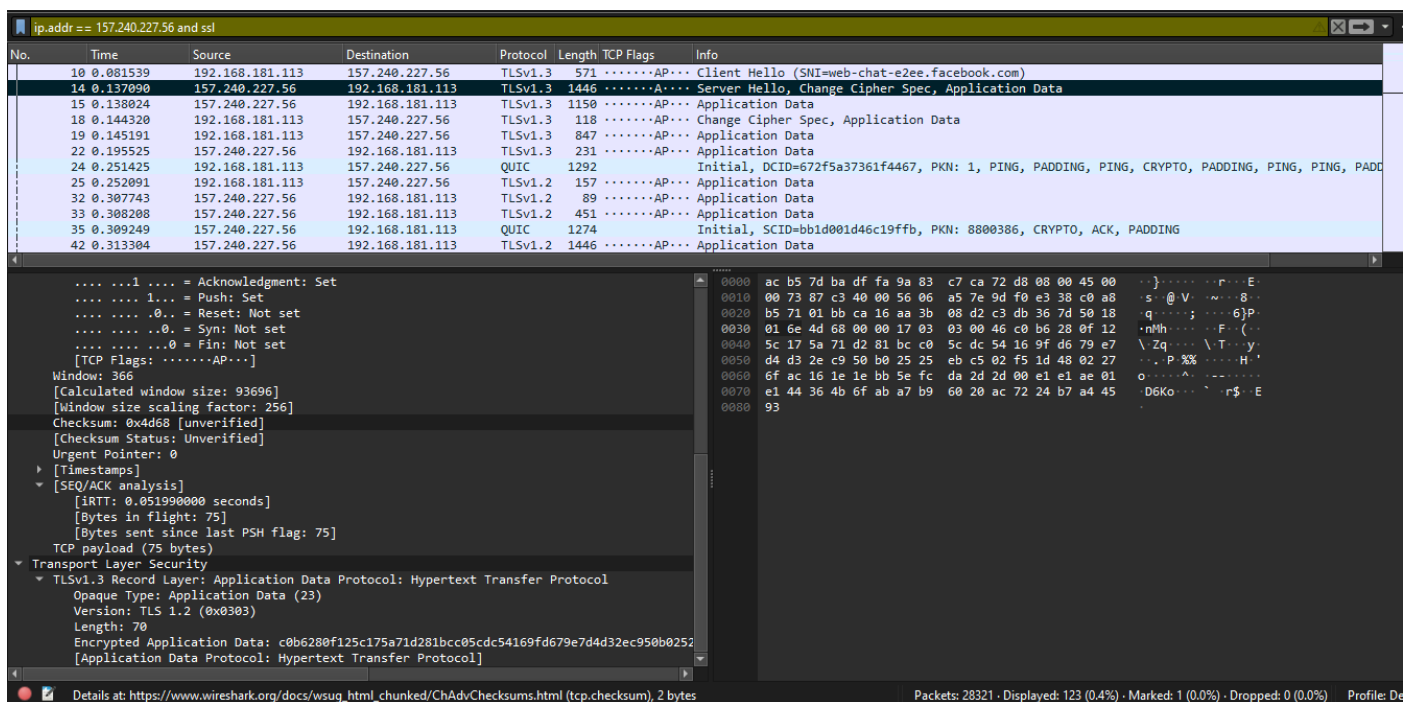 ip.addr == 157.240.227.56 and ssl
No. Time Source Destination Protocol Length TCP Flags Info
10 0.081539 192.168.181.113 157.240.227.56 TLSv1.3 571 ·······AP··· Client Hello (SNI=web-chat-e2ee.facebook.com)
14 0.137090 157.240.227.56 192.168.181.113 TLSv1.3 1446 ·······A···· Server Hello, Change Cipher Spec, Application Data
15 0.138024 157.240.227.56 192.168.181.113 TLSv1.3 1150 ·······AP··· Application Data
18 0.144320 192.168.181.113 157.240.227.56 TLSv1.3 118 ·······AP··· Change Cipher Spec, Application Data
19 0.145191 192.168.181.113 157.240.227.56 TLSv1.3 847 ·······AP··· Application Data
22 0.195525 157.240.227.56 192.168.181.113 TLSv1.3 231 ·······AP··· Application Data
24 0.251425 192.168.181.113 157.240.227.56 QUIC 1292 Initial, DCID=672f5a37361f4467, PKN: 1, PING, PADDING, PING, CRYPTO, PADDING, PING, PING, PADD
25 0.252091 192.168.181.113 157.240.227.56 TLSv1.2 157 ·······AP··· Application Data
32 0.307743 157.240.227.56 192.168.181.113 TLSv1.2 89 ·······AP··· Application Data
33 0.308208 157.240.227.56 192.168.181.113 TLSv1.2 451 ·······AP··· Application Data
35 0.309249 157.240.227.56 192.168.181.113 QUIC 1274 Initial, SCID=bb1d001d46c19ffb, PKN: 8800386, CRYPTO, ACK, PADDING
42 0.313304 157.240.227.56 192.168.181.113 TLSv1.2 1446 ·······AP··· Application Data
.... ...1 .... = Acknowledgment: Set
.... .... 1... = Push: Set
.... .... .0.. = Reset: Not set
.... .... ..0. = Syn: Not set
.... .... ...0 = Fin: Not set
[TCP Flags: ·······AP···]
Window: 366
[Calculated window size: 93696]
[Window size scaling factor: 256]
Checksum: 0x4d68 [unverified]
[Checksum Status: Unverified]
Urgent Pointer: 0
[Timestamps]
[SEQ/ACK analysis]
[iRTT: 0.051990000 seconds]
[Bytes in flight: 75]
[Bytes sent since last PSH flag: 75]
TCP payload (75 bytes)
Transport Layer Security
TLSv1.3 Record Layer: Application Data Protocol: Hypertext Transfer Protocol
Opaque Type: Application Data (23)
Version: TLS 1.2 (0x0303)
Length: 70
Encrypted Application Data: c0b6280f125c175a71d281bcc05cdc54169fd679e7d4d32ec950b0252
[Application Data Protocol: Hypertext Transfer Protocol]
0000 ac b5 7d ba df fa 9a 83 c7 ca 72 d8 08 00 45 00 ··}····· ··r···E·
0010 00 73 87 c3 40 00 56 06 a5 7e 9d f0 e3 38 c0 a8 ·s··@·V· ·~···8··
0020 b5 71 01 bb ca 16 aa 3b 08 d2 c3 db 36 7d 50 18 ·q·····; ····6}P·
0030 01 6e 4d 68 00 00 17 03 03 00 46 c0 b6 28 0f 12 ·nMh···· ··F··(··
0040 5c 17 5a 71 d2 81 bc c0 5c dc 54 16 9f d6 79 e7 \·Zq···· \·T···y·
0050 d4 d3 2e c9 50 b0 25 25 eb c5 02 f5 1d 48 02 27 ··.·P·%% ·····H·'
0060 6f ac 16 1e 1e bb 5e fc da 2d 2d 00 e1 e1 ae 01 o·····^· ·--·····
0070 e1 44 36 4b 6f ab a7 b9 60 20 ac 72 24 b7 a4 45 ·D6Ko··· ` ·r$··E
0080 93 ·
Details at: https://www.wireshark.org/docs/wsug_html_chunked/ChAdvChecksums.html (tcp.checksum), 2 bytes Packets: 28321 · Displayed: 123 (0.4%) · Marked: 1 (0.0%) · Dropped: 0 (0.0%) Profile: De